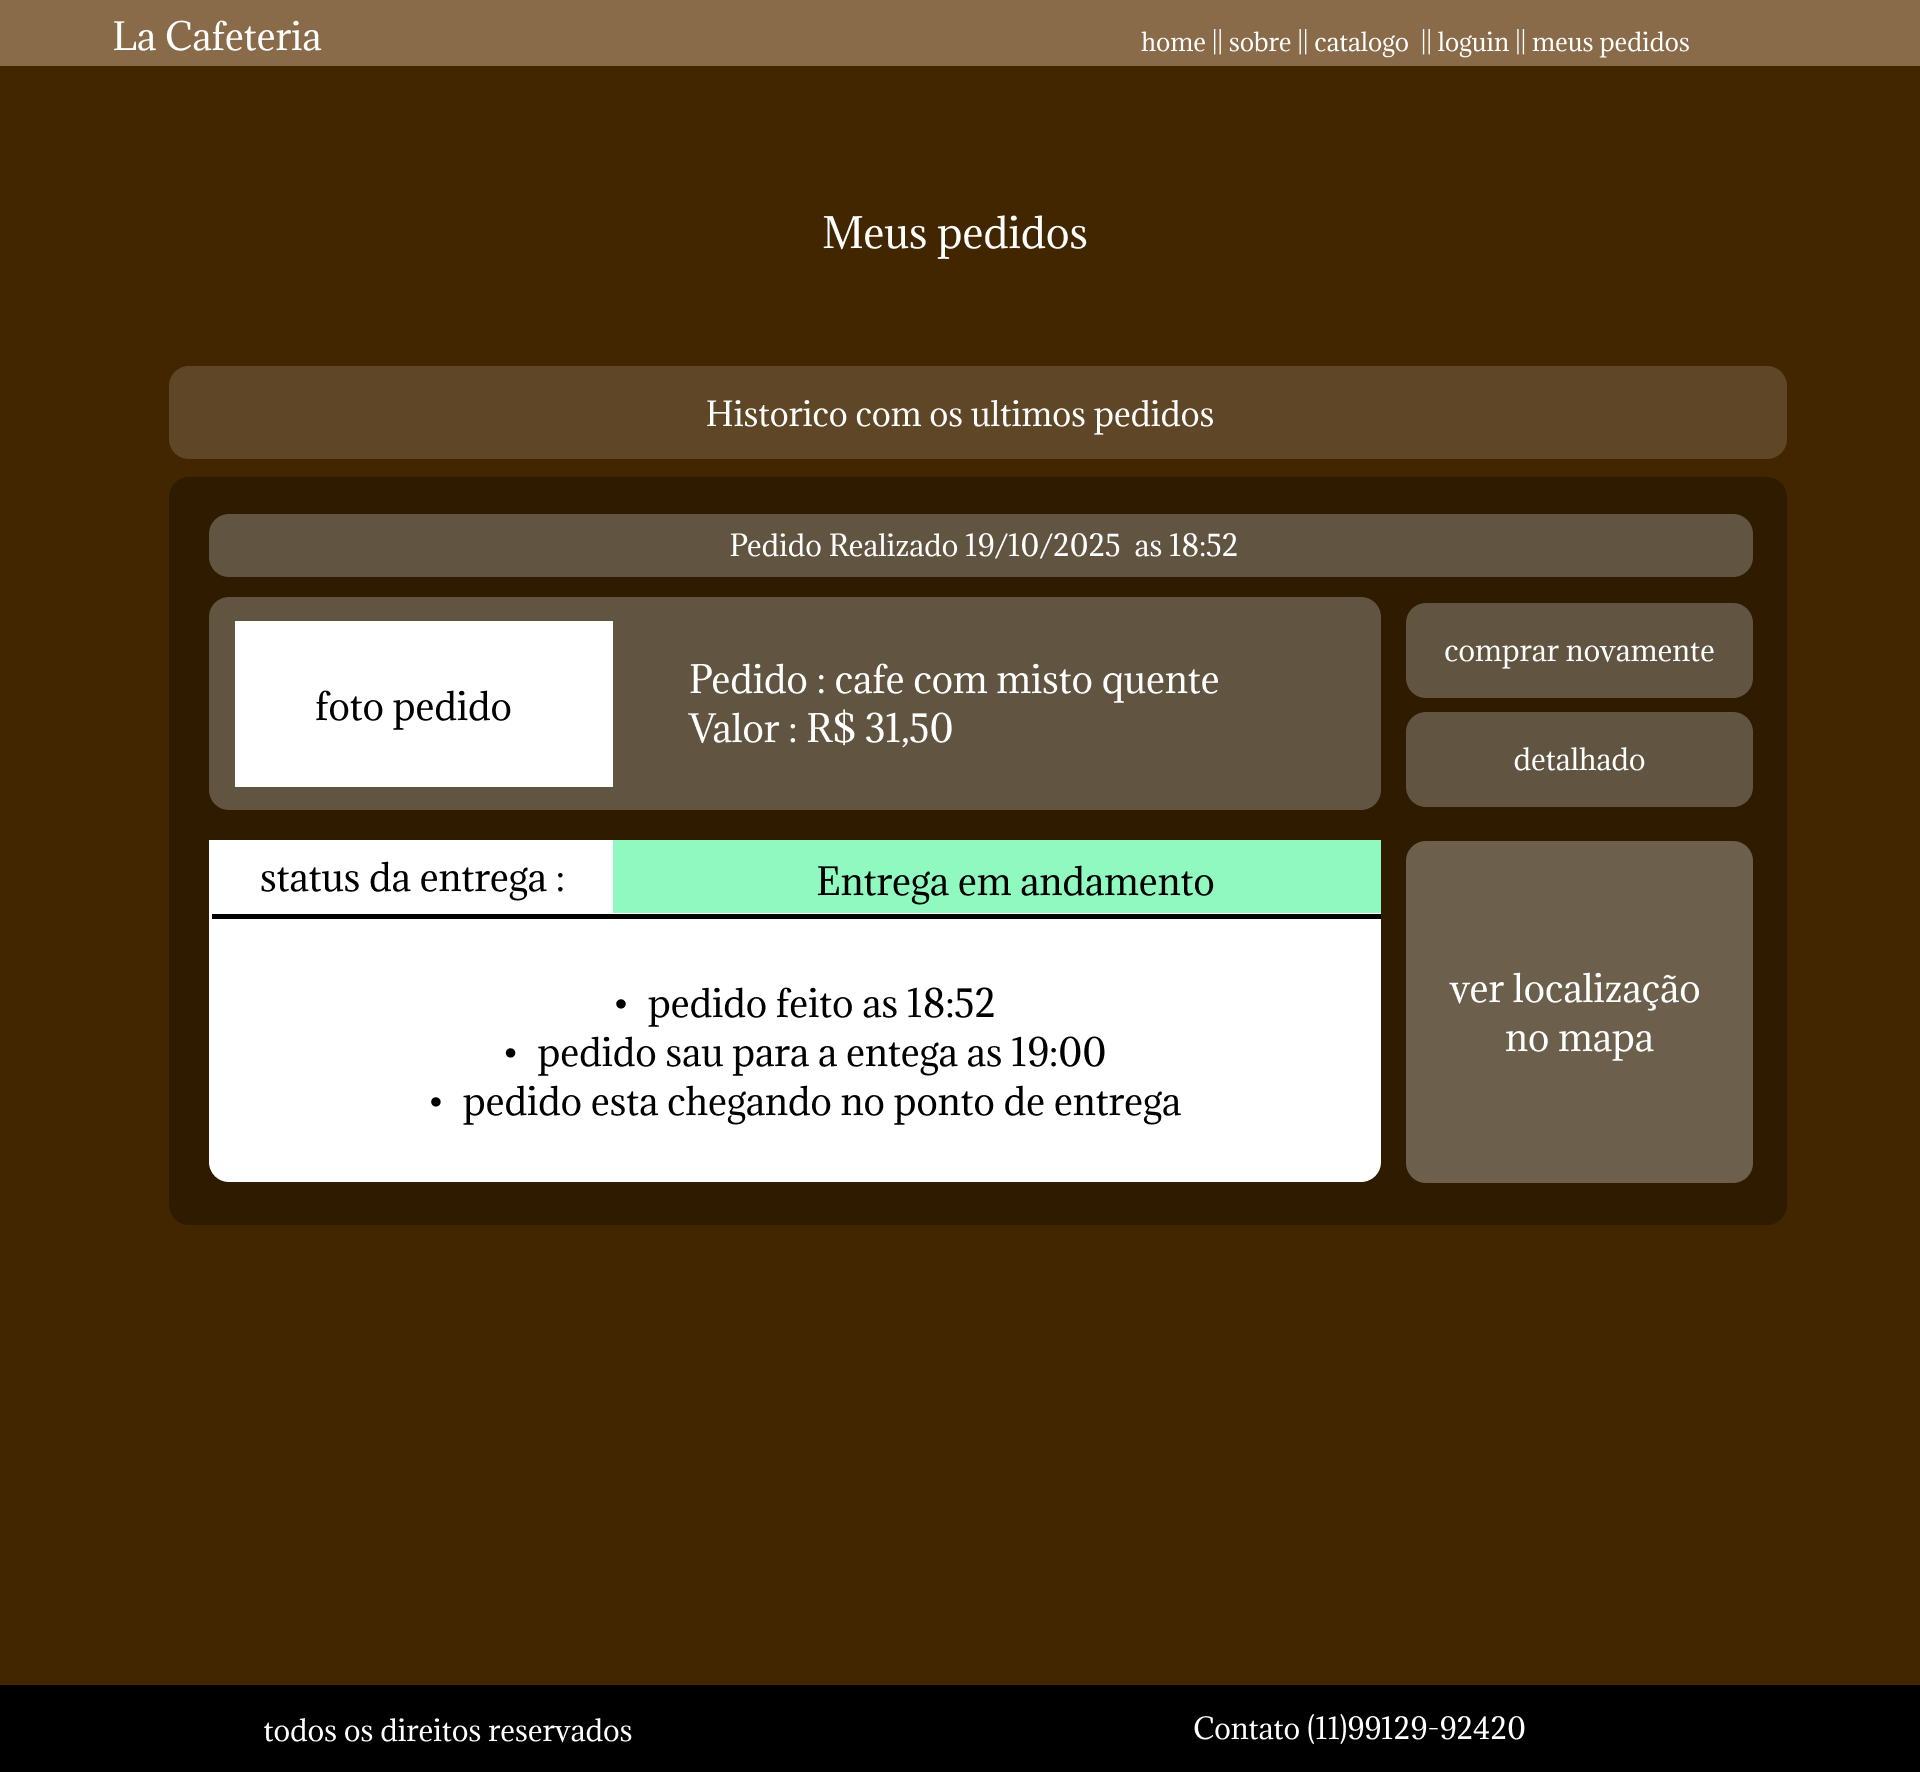 La Cafeteria
home || sobre || catalogo  || loguin || meus pedidos
Meus pedidos
Historico com os ultimos pedidos
Pedido Realizado 19/10/2025  as 18:52
foto pedido
Pedido : cafe com misto quente
Valor : R$ 31,50
comprar novamente
detalhado
status da entrega :
Entrega em andamento
• pedido feito as 18:52
• pedido sau para a entega as 19:00
• pedido esta chegando no ponto de entrega
ver localização
no mapa
todos os direitos reservados
Contato (11)99129-92420